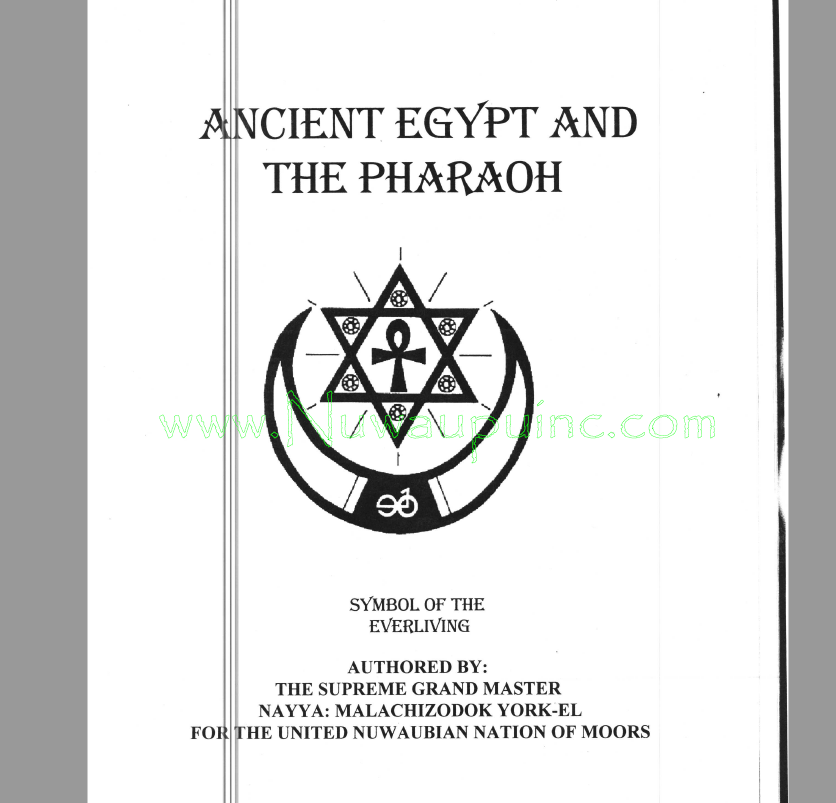 ANCIENT EGYPT AND
THE PHARAOH
www.Nuwaupuinc.com
SYMBOL OF THE
EVERLIVING
AUTHORED BY:
THE SUPREME GRAND MASTER
NAYYA: MALACHIZODOK YORK-EL
FOR THE UNITED NUWAUBIAN NATION OF MOORS